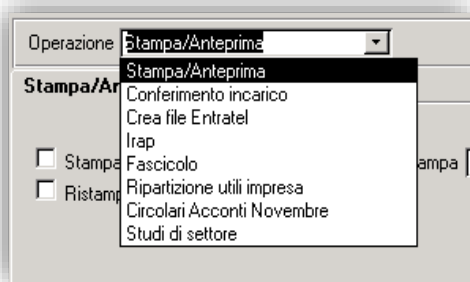 Operazione Stampa/Anteprima
Stampa/Anteprima
Stampa/Ar
Conferimento incarico
Crea file Entratel
Irap
Stampa Fascicolo ampa
Ristamp Ripartizione utili impresa
Circolari Acconti Novembre
Studi di settore